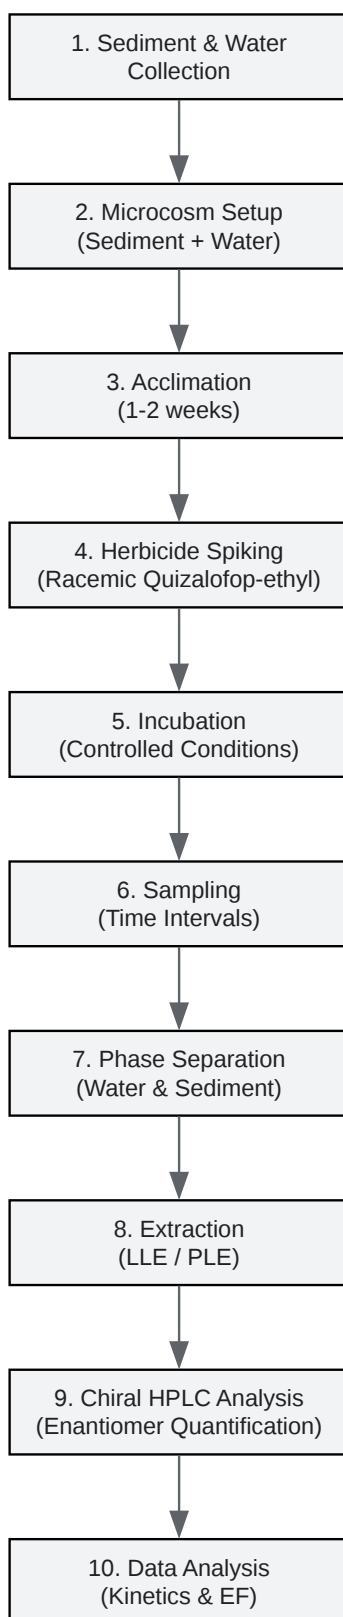 1. Sediment & Water
Collection
2. Microcosm Setup
(Sediment + Water)
3. Acclimation
(1-2 weeks)
4. Herbicide Spiking
(Racemic Quizalofop-ethyl)
5. Incubation
(Controlled Conditions)
6. Sampling
(Time Intervals)
7. Phase Separation
(Water & Sediment)
8. Extraction
(LLE / PLE)
9. Chiral HPLC Analysis
(Enantiomer Quantification)
10. Data Analysis
(Kinetics & EF)